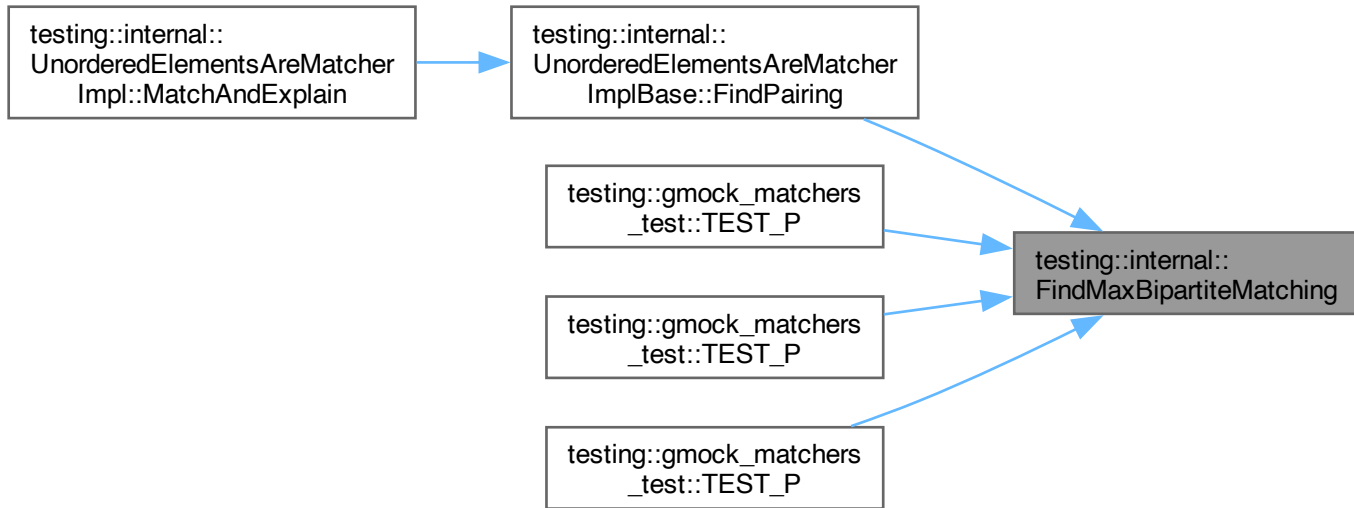 testing::internal::
UnorderedElementsAreMatcher
Impl::MatchAndExplain
testing::internal::
UnorderedElementsAreMatcher
ImplBase::FindPairing
testing::gmock_matchers
_test::TEST_P
testing::gmock_matchers
_test::TEST_P
testing::gmock_matchers
_test::TEST_P
testing::internal::
FindMaxBipartiteMatching